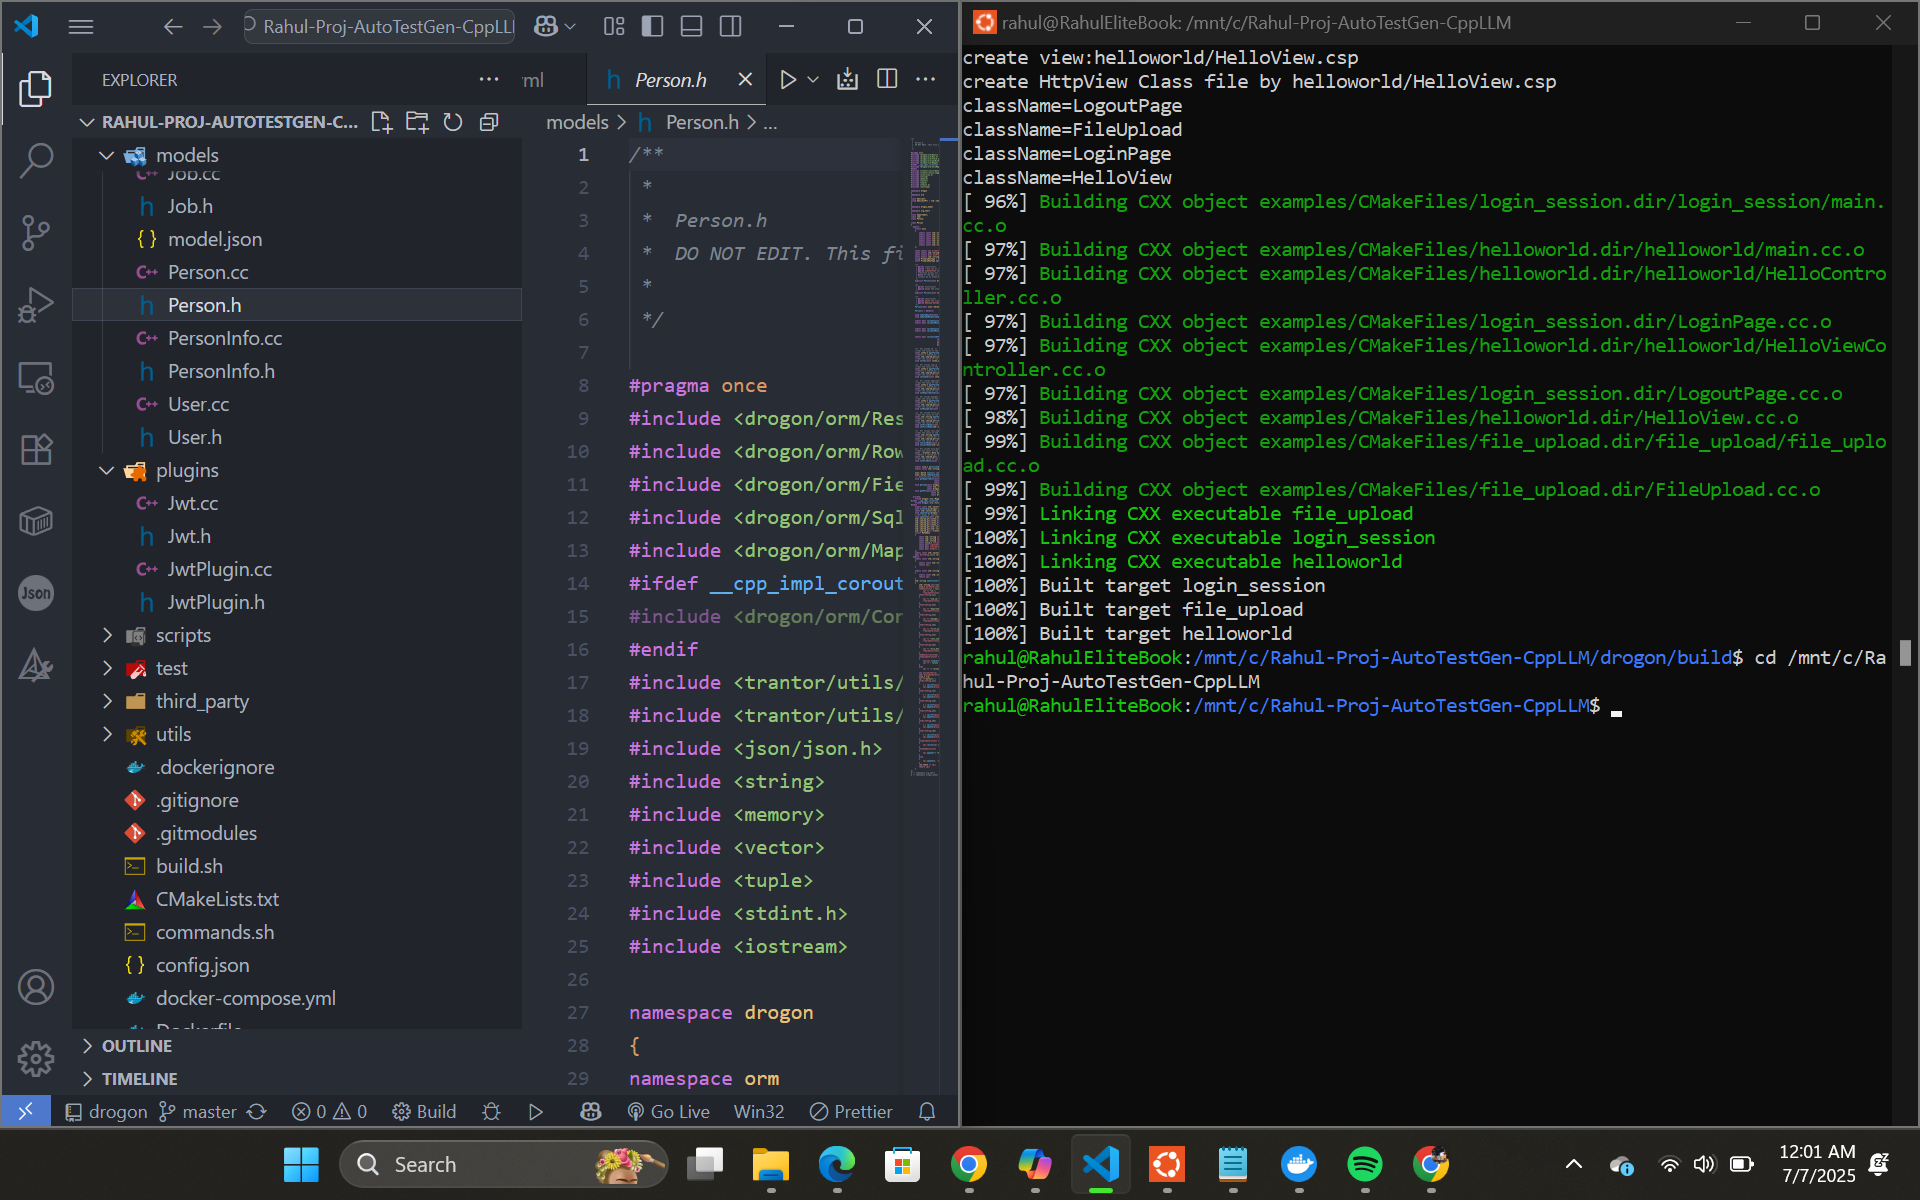 Rahul-Proj-AutoTestGen-CppLL
EXPLORER
RAHUL-PROJ-AUTOTESTGEN-C...
models
Job.cc
Job.h
model.json
Person.cc
Person.h
PersonInfo.cc
PersonInfo.h
User.cc
User.h
plugins
Jwt.cc
Jwt.h
JwtPlugin.cc
JwtPlugin.h
scripts
test
third_party
utils
.dockerignore
.gitignore
.gitmodules
build.sh
CMakeLists.txt
commands.sh
config.json
docker-compose.yml
Dockerfile
OUTLINE
TIMELINE
Json
ml
Person.h
models > Person.h > ...
1 /**
2 *
3 * Person.h
4 * DO NOT EDIT. This fi
5 *
6 */
7
8 #pragma once
9 #include <drogon/orm/Res
10 #include <drogon/orm/Row
11 #include <drogon/orm/Fie
12 #include <drogon/orm/Sql
13 #include <drogon/orm/Map
14 #ifdef __cpp_impl_corout
15 #include <drogon/orm/Cor
16 #endif
17 #include <trantor/utils/
18 #include <trantor/utils/
19 #include <json/json.h>
20 #include <string>
21 #include <memory>
22 #include <vector>
23 #include <tuple>
24 #include <stdint.h>
25 #include <iostream>
26
27 namespace drogon
28 {
29 namespace orm
drogon master 0 0 Build Go Live Win32 Prettier
rahul@RahulEliteBook: /mnt/c/Rahul-Proj-AutoTestGen-CppLLM
create view:helloworld/HelloView.csp
create HttpView Class file by helloworld/HelloView.csp
className=LogoutPage
className=FileUpload
className=LoginPage
className=HelloView
[ 96%] Building CXX object examples/CMakeFiles/login_session.dir/login_session/main.
cc.o
[ 97%] Building CXX object examples/CMakeFiles/helloworld.dir/helloworld/main.cc.o
[ 97%] Building CXX object examples/CMakeFiles/helloworld.dir/helloworld/HelloContro
ller.cc.o
[ 97%] Building CXX object examples/CMakeFiles/login_session.dir/LoginPage.cc.o
[ 97%] Building CXX object examples/CMakeFiles/helloworld.dir/helloworld/HelloViewCo
ntroller.cc.o
[ 97%] Building CXX object examples/CMakeFiles/login_session.dir/LogoutPage.cc.o
[ 98%] Building CXX object examples/CMakeFiles/helloworld.dir/HelloView.cc.o
[ 99%] Building CXX object examples/CMakeFiles/file_upload.dir/file_upload/file_uplo
ad.cc.o
[ 99%] Building CXX object examples/CMakeFiles/file_upload.dir/FileUpload.cc.o
[ 99%] Linking CXX executable file_upload
[100%] Linking CXX executable login_session
[100%] Linking CXX executable helloworld
[100%] Built target login_session
[100%] Built target file_upload
[100%] Built target helloworld
rahul@RahulEliteBook:/mnt/c/Rahul-Proj-AutoTestGen-CppLLM/drogon/build$ cd /mnt/c/Ra
hul-Proj-AutoTestGen-CppLLM
rahul@RahulEliteBook:/mnt/c/Rahul-Proj-AutoTestGen-CppLLM$
Search
12:01 AM
7/7/2025